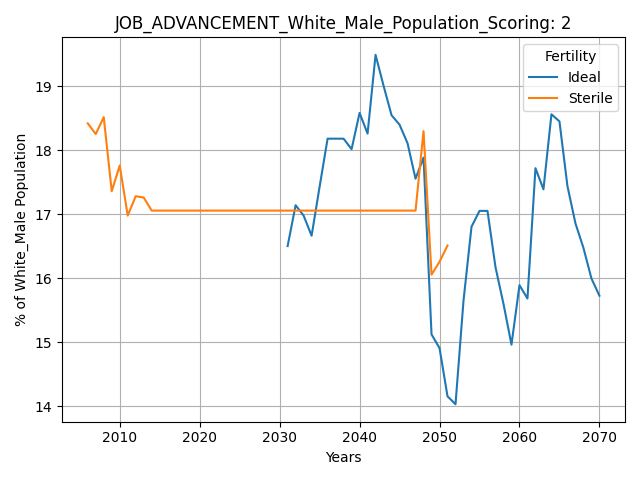 JOB_ADVANCEMENT_White_Male_Population_Scoring: 2
Fertility
Ideal
Sterile
% of White_Male Population
19
18
17
16
15
14
2010 2020 2030 2040 2050 2060 2070
Years